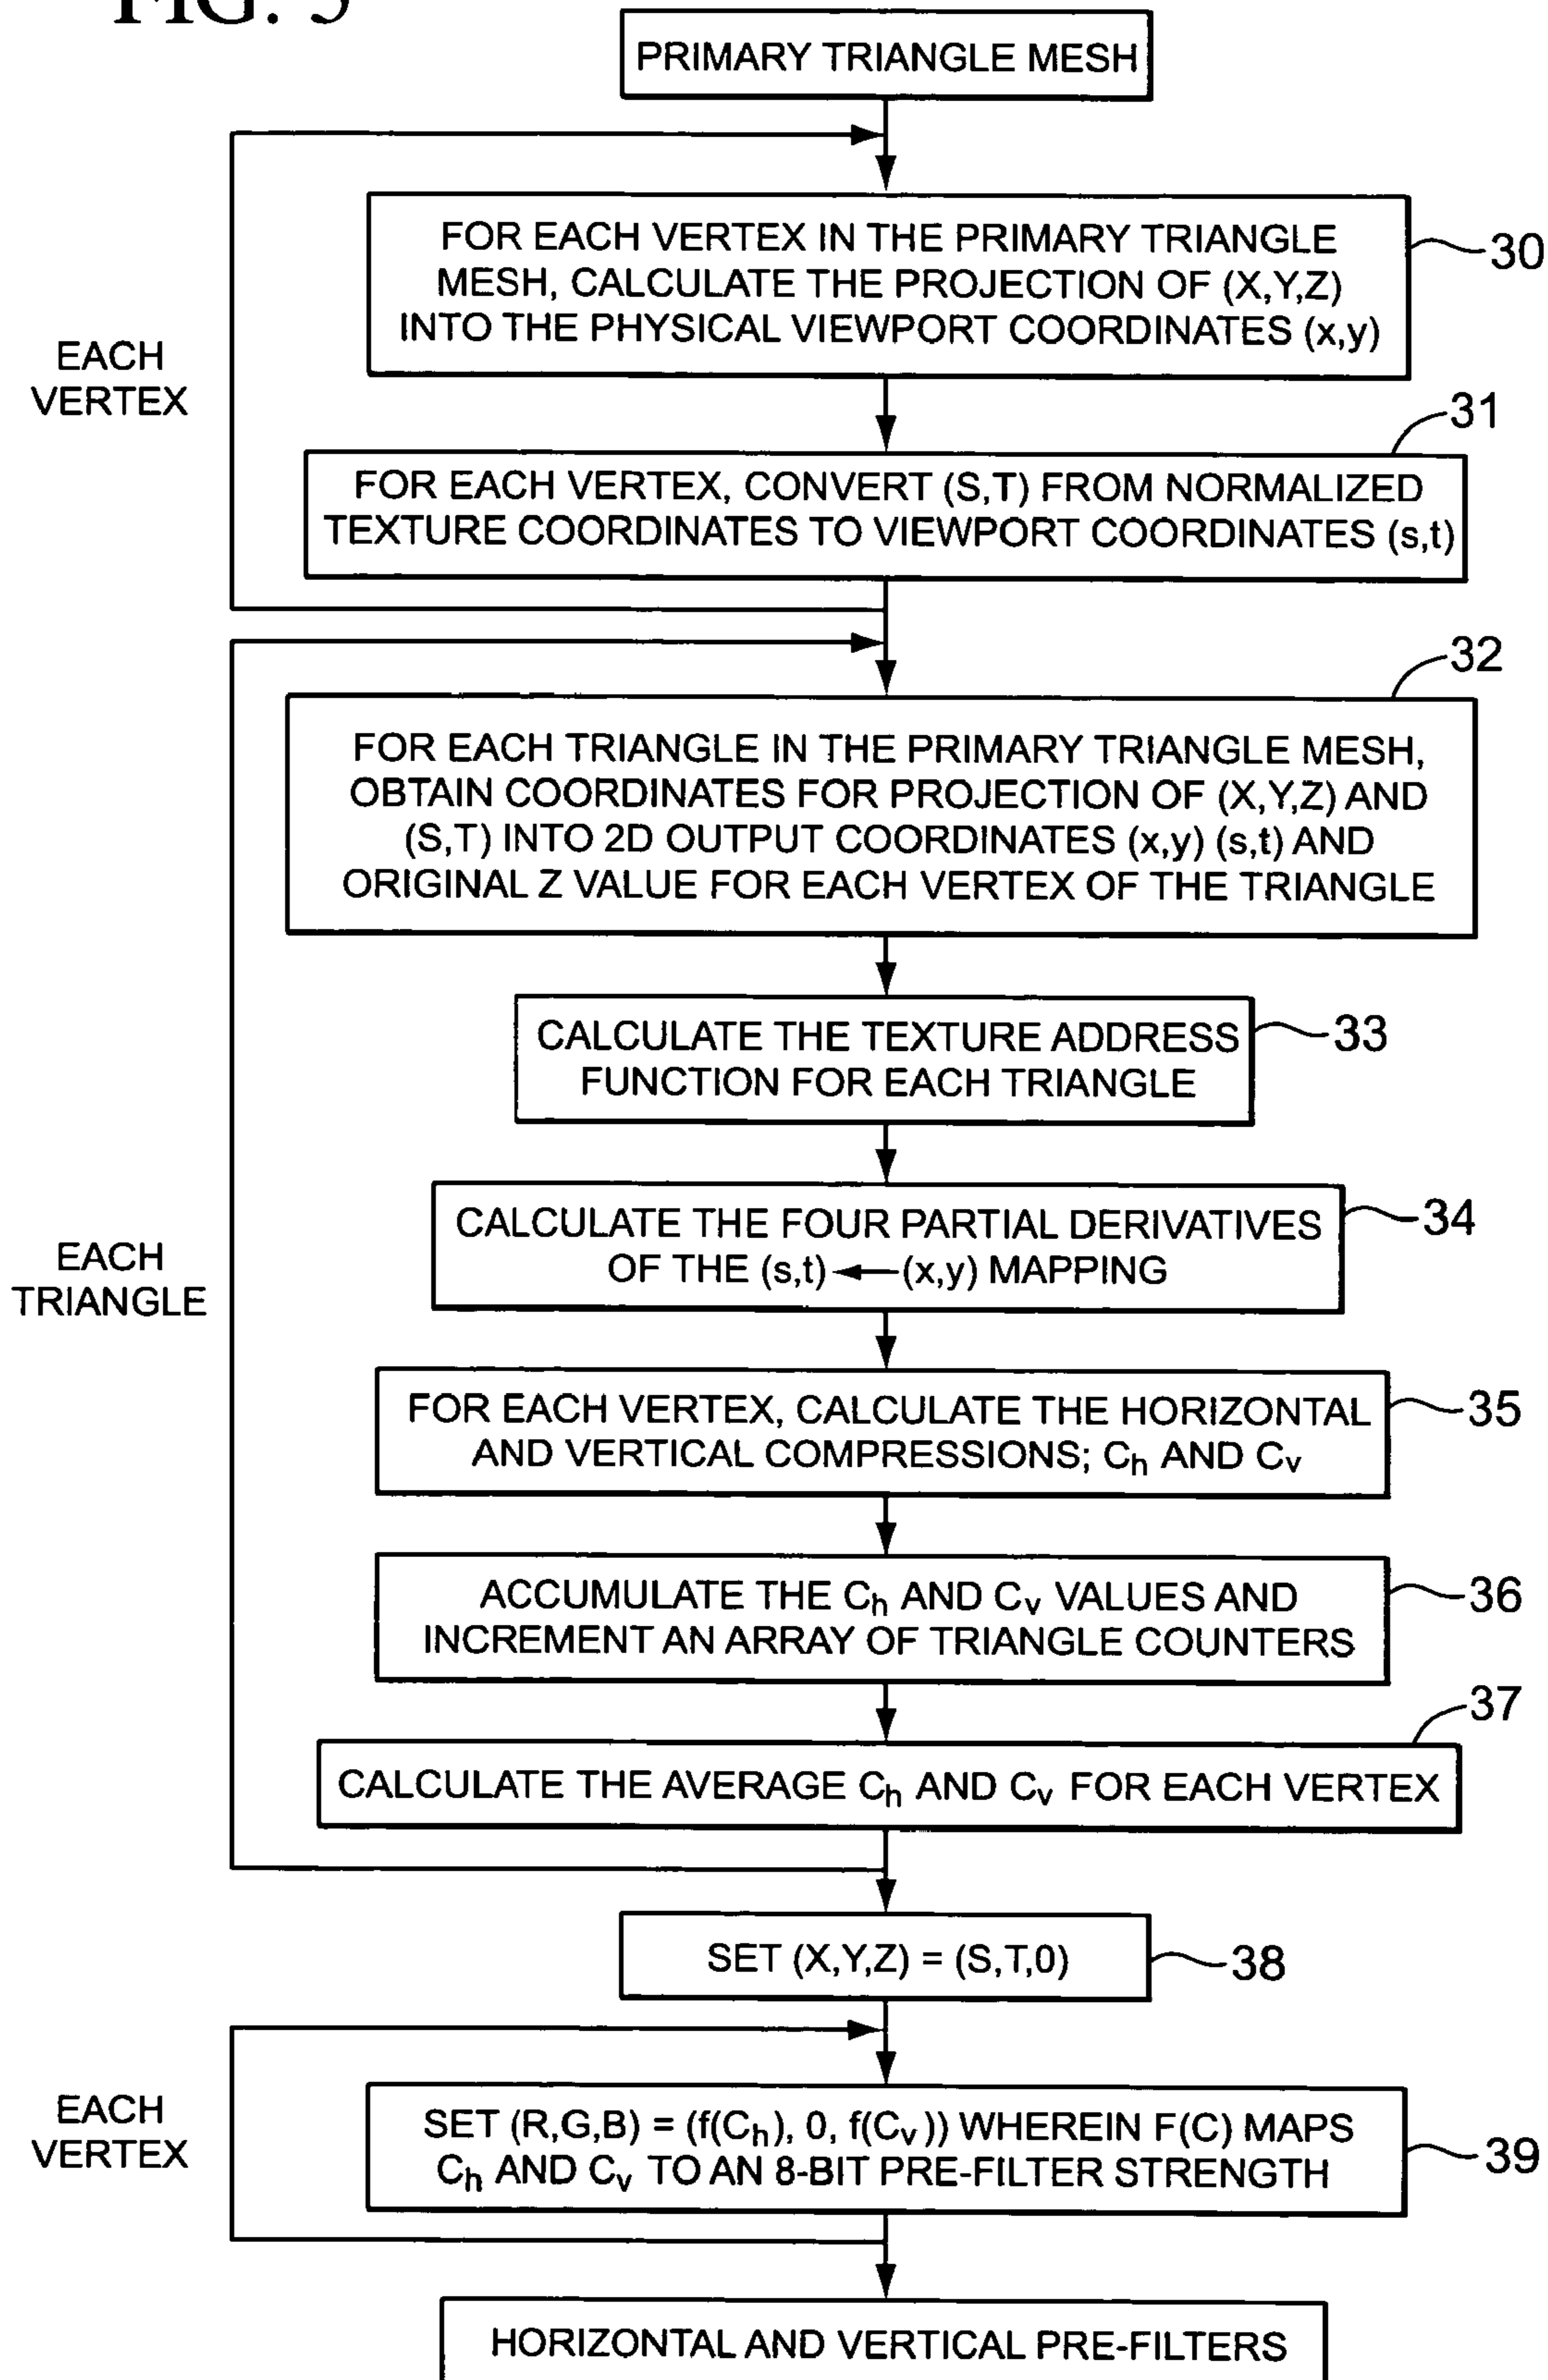 FIG. 5
PRIMARY TRIANGLE MESH
FOR EACH VERTEX IN THE PRIMARY TRIANGLE
MESH, CALCULATE THE PROJECTION OF (X,Y,Z)
INTO THE PHYSICAL VIEWPORT COORDINATES (x,y)
30
EACH
VERTEX
31
FOR EACH VERTEX, CONVERT (S,T) FROM NORMALIZED
TEXTURE COORDINATES TO VIEWPORT COORDINATES (s,t)
32
FOR EACH TRIANGLE IN THE PRIMARY TRIANGLE MESH,
OBTAIN COORDINATES FOR PROJECTION OF (X,Y,Z) AND
(S,T) INTO 2D OUTPUT COORDINATES (x,y) (s,t) AND
ORIGINAL Z VALUE FOR EACH VERTEX OF THE TRIANGLE
CALCULATE THE TEXTURE ADDRESS
FUNCTION FOR EACH TRIANGLE
33
CALCULATE THE FOUR PARTIAL DERIVATIVES
OF THE (s,t)←(x,y) MAPPING
34
EACH
TRIANGLE
FOR EACH VERTEX, CALCULATE THE HORIZONTAL
AND VERTICAL COMPRESSIONS; Ch AND Cv
35
ACCUMULATE THE Ch AND Cv VALUES AND
INCREMENT AN ARRAY OF TRIANGLE COUNTERS
36
37
CALCULATE THE AVERAGE Ch AND Cv FOR EACH VERTEX
SET (X,Y,Z) = (S,T,0)
38
EACH
VERTEX
SET (R,G,B) = (f(Ch), 0, f(Cv)) WHEREIN F(C) MAPS
Ch AND Cv TO AN 8-BIT PRE-FILTER STRENGTH
39
HORIZONTAL AND VERTICAL PRE-FILTERS